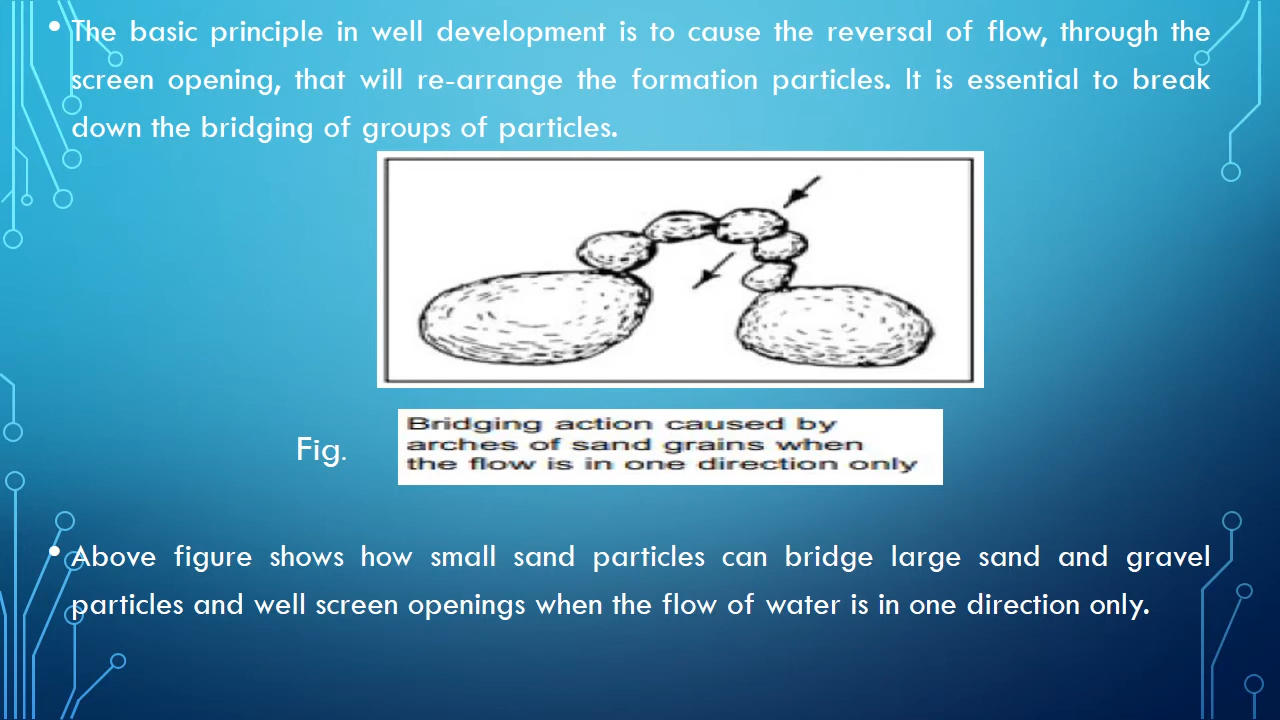 • The basic principle in well development is to cause the reversal of flow, through the
screen opening, that will re-arrange the formation particles. It is essential to break
down the bridging of groups of particles.
Fig.
Bridging action caused by
arches of sand grains when
the flow is in one direction only
• Above figure shows how small sand particles can bridge large sand and gravel
particles and well screen openings when the flow of water is in one direction only.